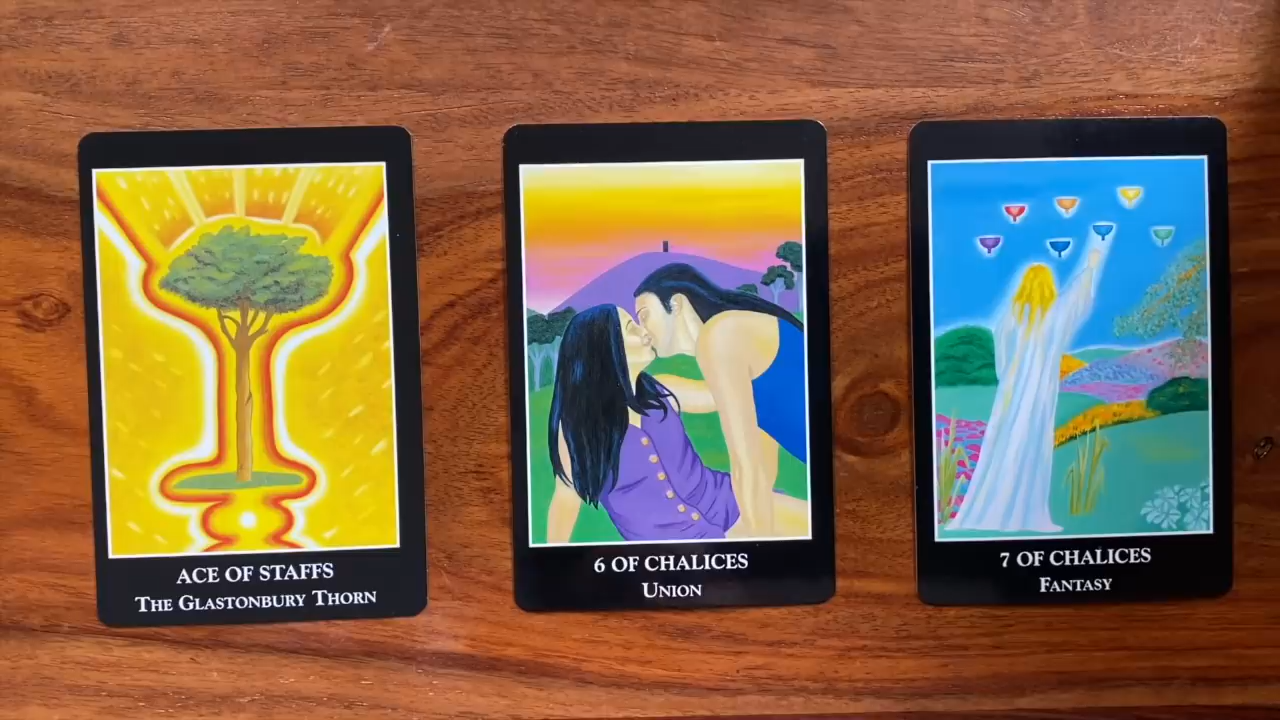 ACE OF STAFFS
THE GLASTONBURY THORN
6 OF CHALICES
UNION
7 OF CHALICES
FANTASY